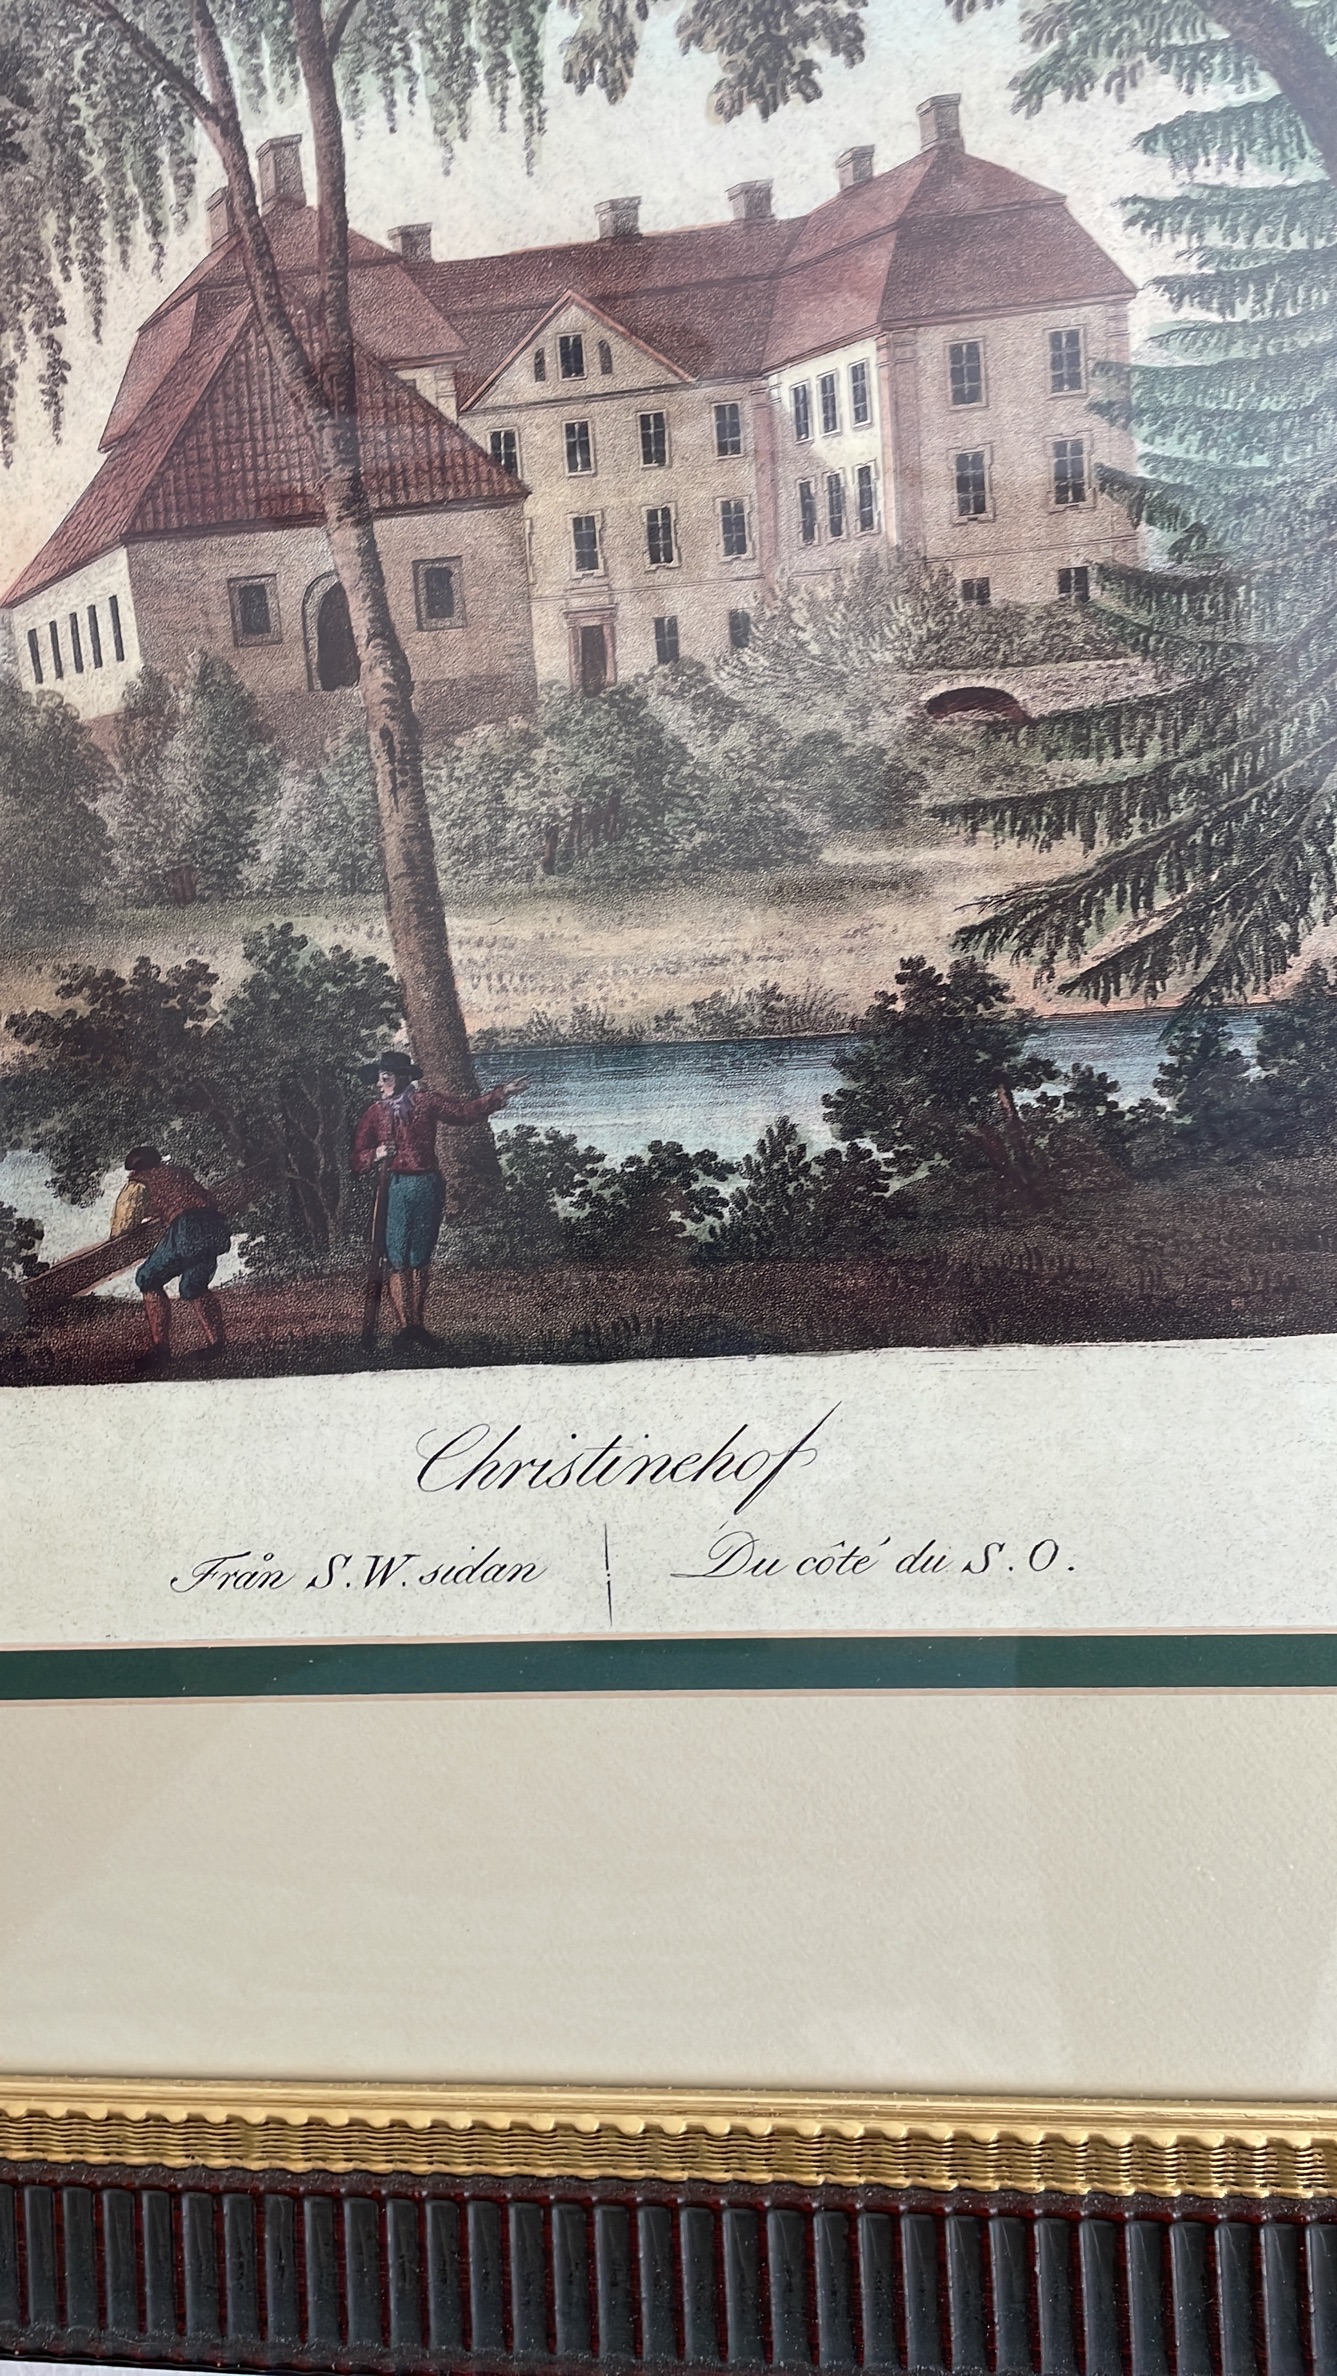 Christinehof
Från S.W. sidan | Du côté du S.O.